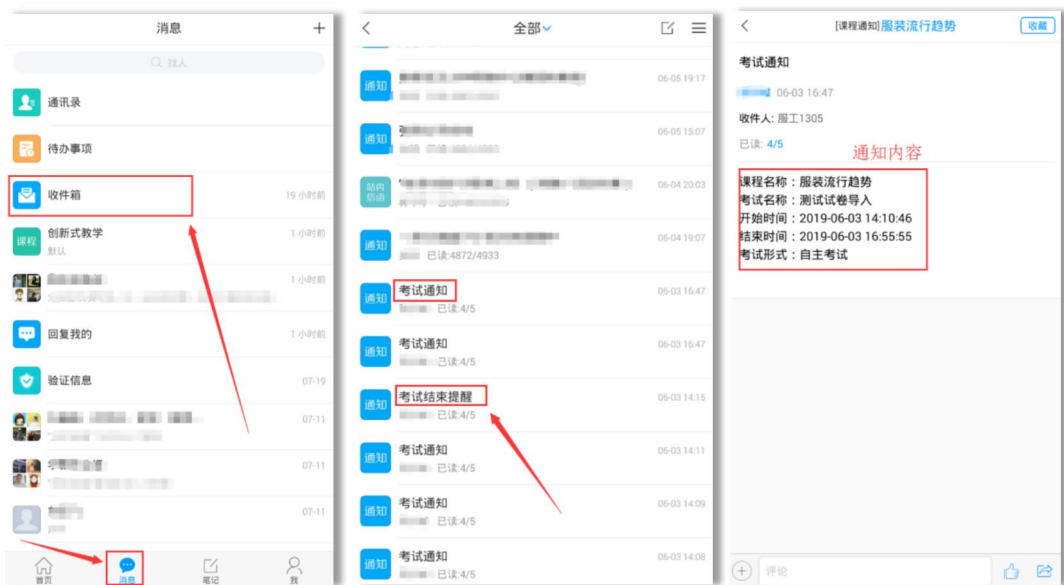 消息
+
找人
通讯录
待办事项
收件箱
19 小时前
课程
创新式教学
1 小时前
默认
1 小时前
回复我的
1 小时前
验证信息
07-19
07-11
07-11
07-11
首页
消息
笔记
我
全部
通知
06-05 19:17
通知
06-05 15:07
站内信函
06-04 20:03
通知
06-04 19:07
已读:4872/4933
通知
考试通知
06-03 16:47
已读:4/5
通知
考试通知
06-03 16:47
已读:4/5
通知
考试结束提醒
06-03 14:15
已读:4/5
通知
考试通知
06-03 14:11
已读:4/5
通知
考试通知
06-03 14:09
已读:4/5
通知
考试通知
06-03 14:08
已读:4/5
[课程通知]服装流行趋势
收藏
考试通知
06-03 16:47
收件人: 服工1305
已读: 4/5
通知内容
课程名称：服装流行趋势
考试名称：测试试卷导入
开始时间：2019-06-03 14:10:46
结束时间：2019-06-03 16:55:55
考试形式：自主考试
评论